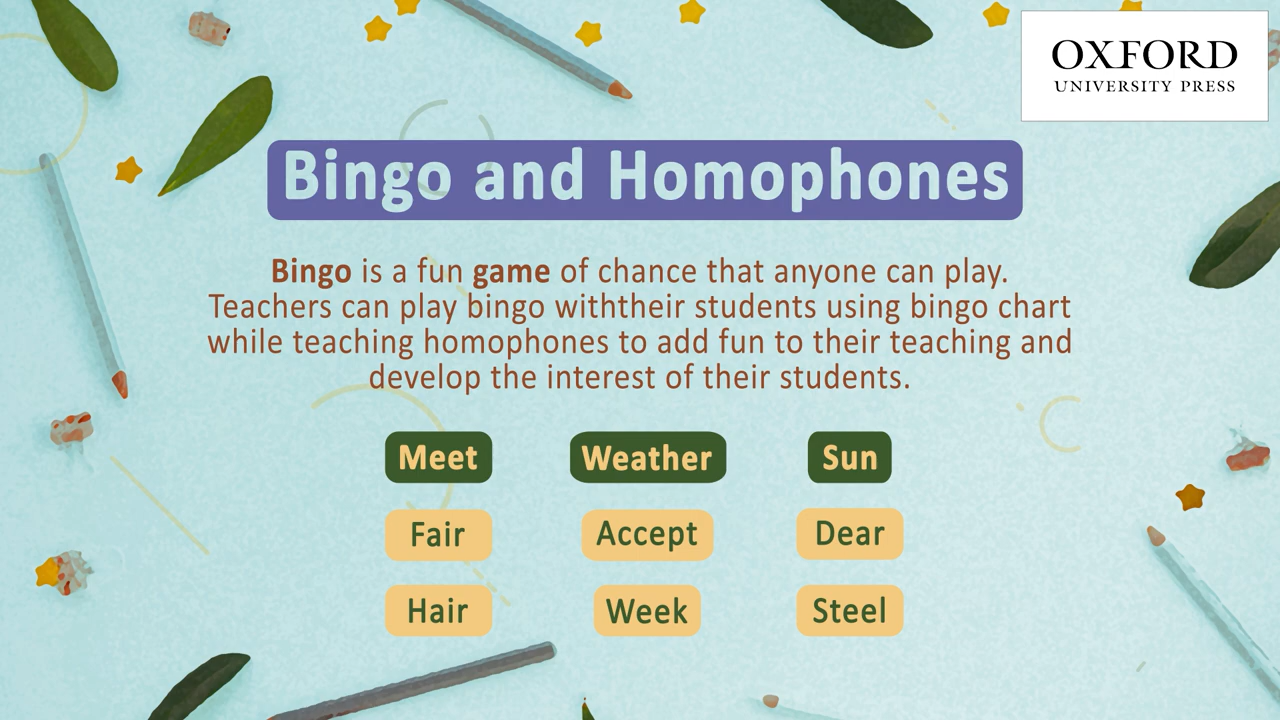 OXFORD
UNIVERSITY PRESS
Bingo and Homophones
Bingo is a fun game of chance that anyone can play.
Teachers can play bingo withtheir students using bingo chart
while teaching homophones to add fun to their teaching and
develop the interest of their students.
Meet Weather Sun
Fair Accept Dear
Hair Week Steel